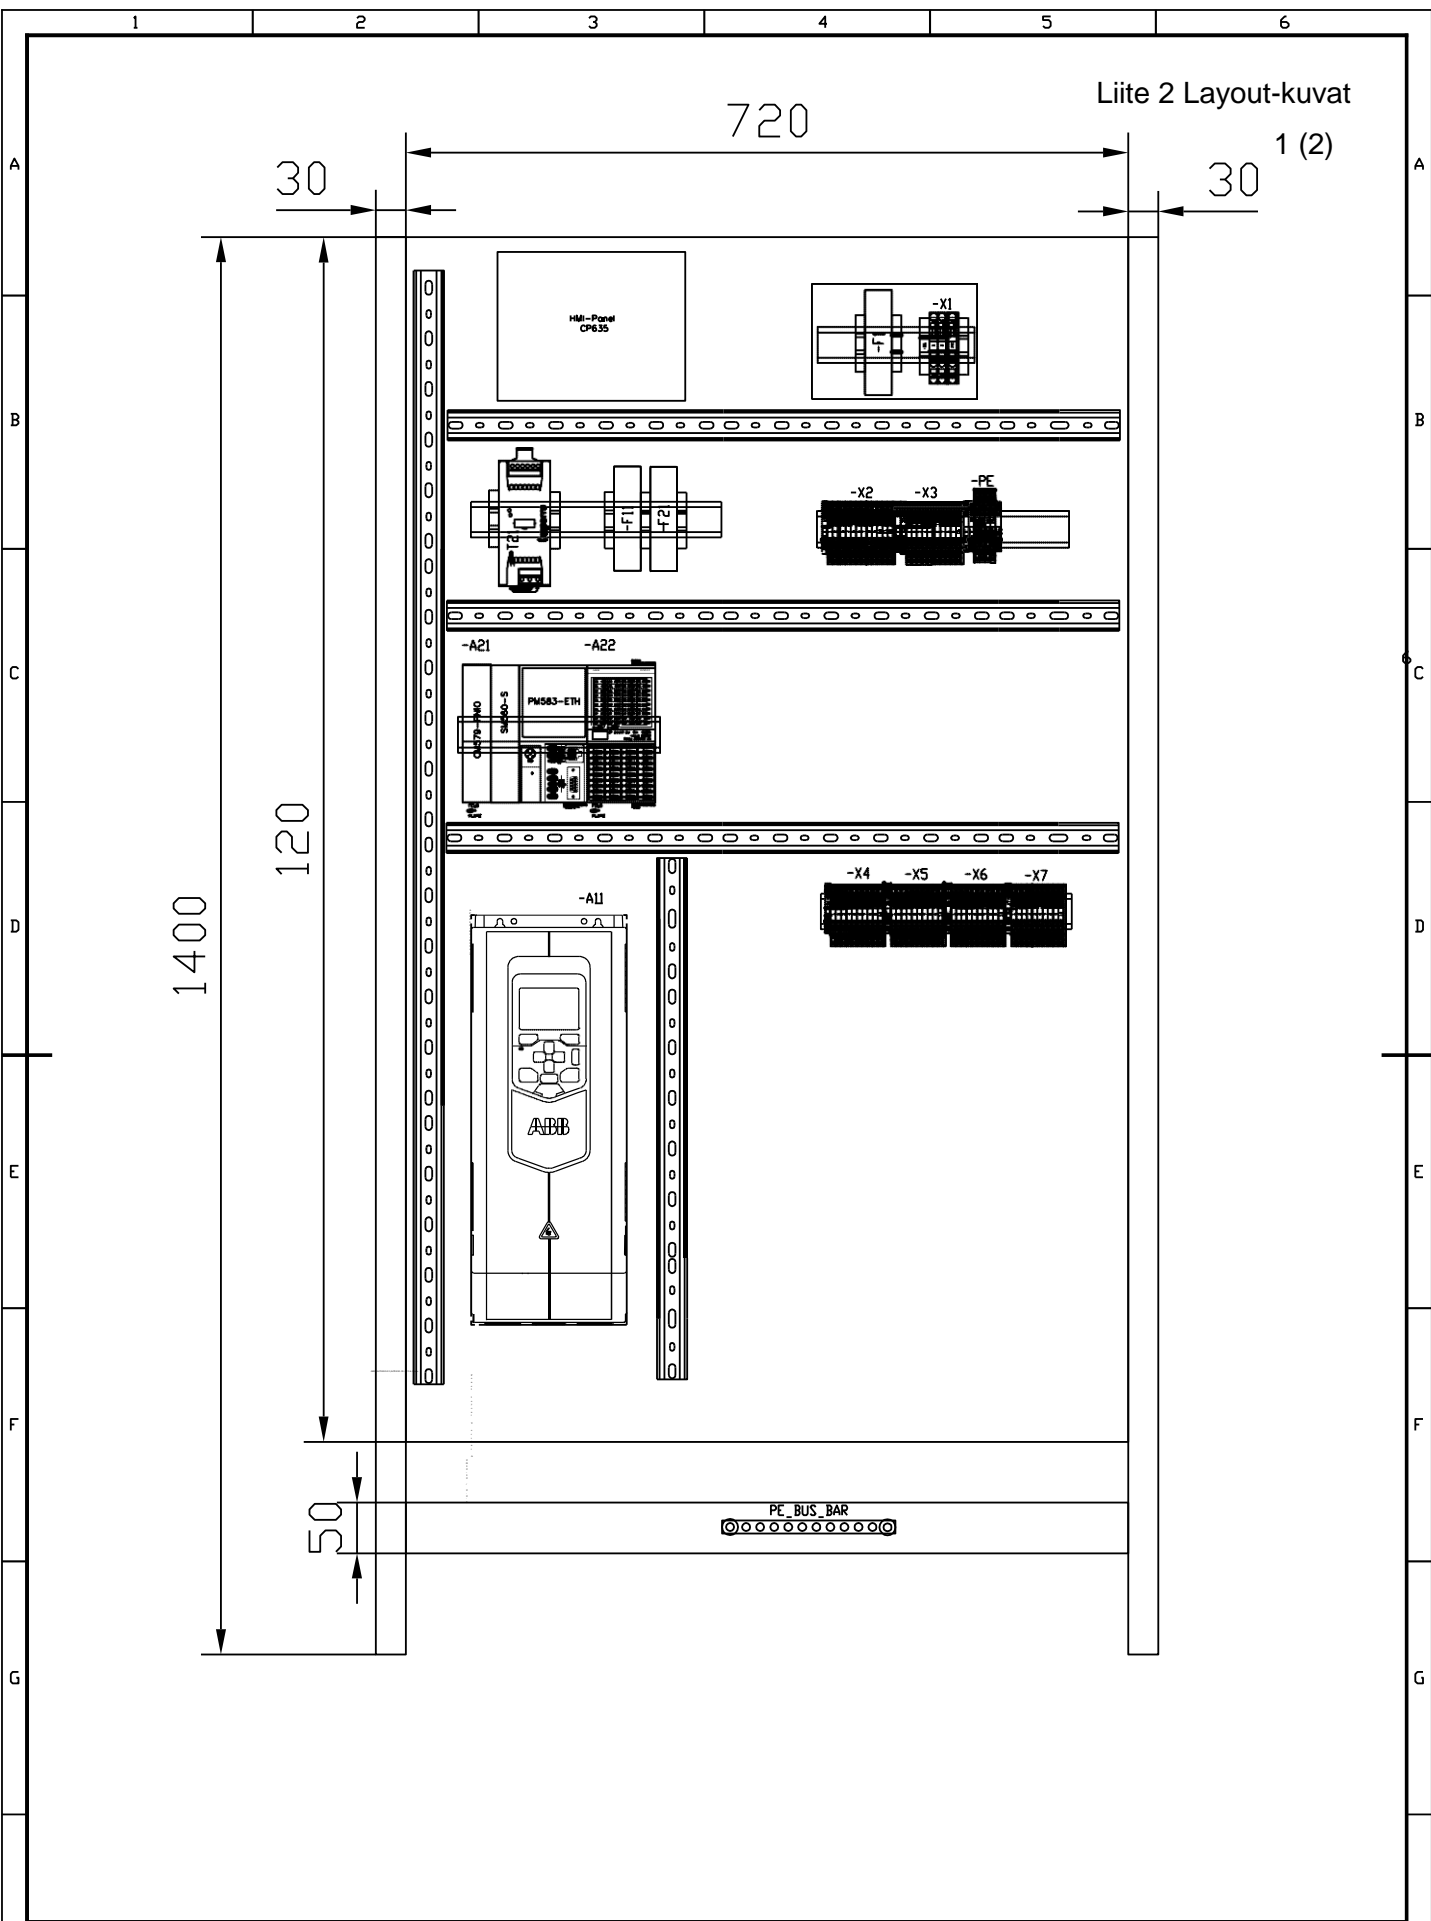 1 2 3 4 5 6
Liite 2 Layout-kuvat
1 (2)
720
30
30
A
A
HMI-Panel
CP635
-F1
-X1
B
B
-F11
-F21
-X2
-X3
-PE
-A21
-A22
C
6
C
CM579-PNIO
SM560-S
PM583-ETH
120
1400
-X4
-X5
-X6
-X7
-A11
D
D
ABB
E
E
F
F
50
PE_BUS_BAR
G
G